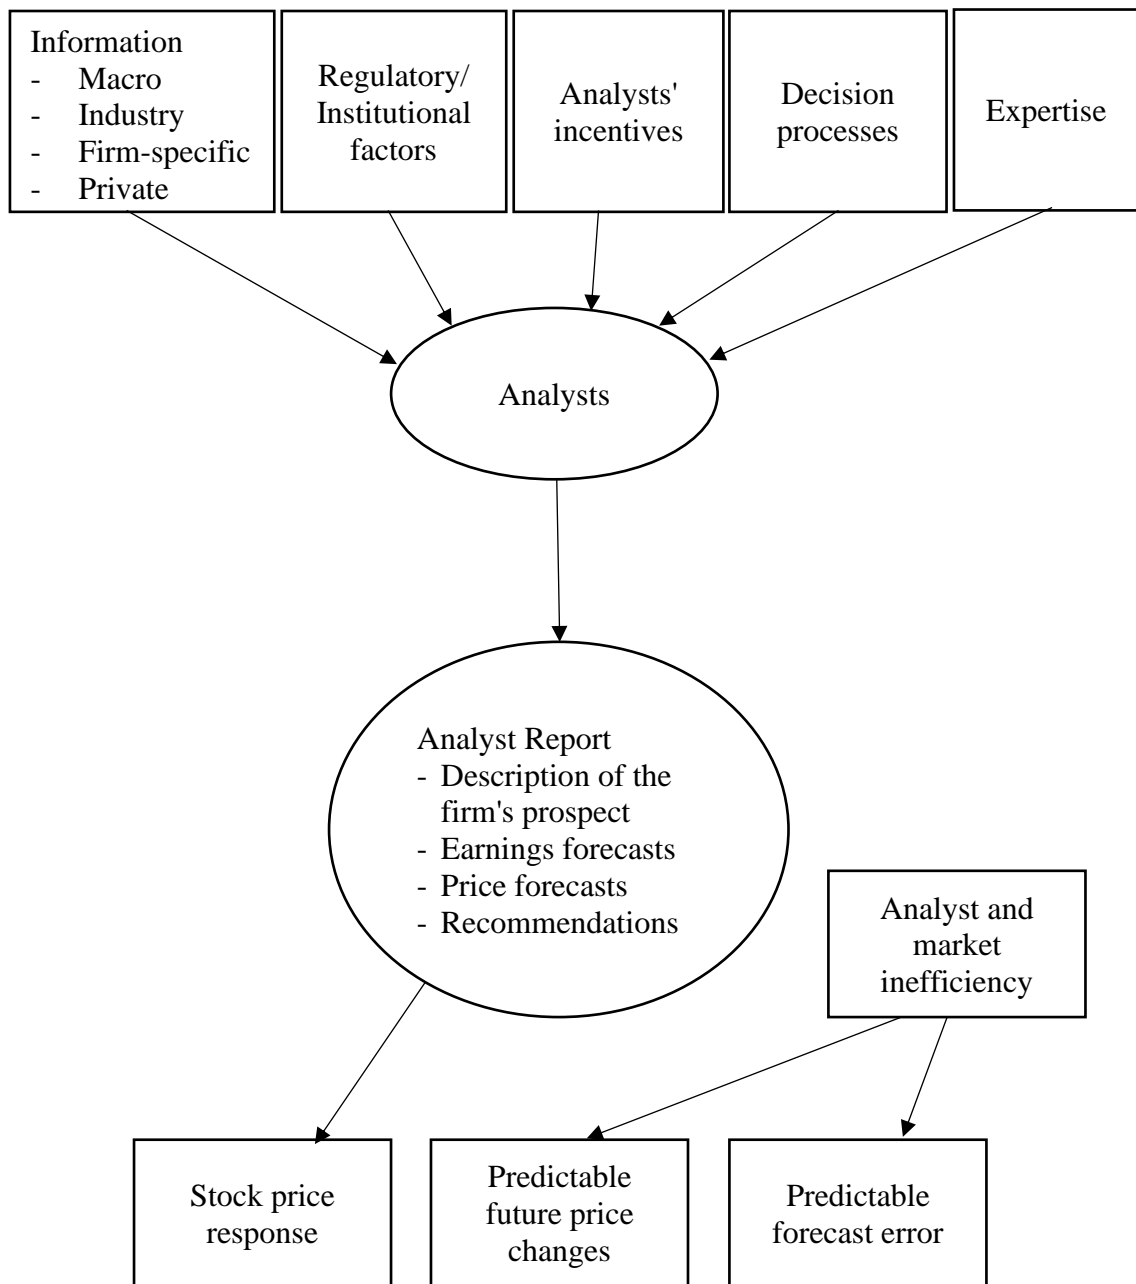 Information
- Macro
- Industry
- Firm-specific
- Private
Regulatory/
Institutional
factors
Analysts'
incentives
Decision
processes
Expertise
Analysts
Analyst Report
- Description of the
firm's prospect
- Earnings forecasts
- Price forecasts
- Recommendations
Analyst and
market
inefficiency
Stock price
response
Predictable
future price
changes
Predictable
forecast error